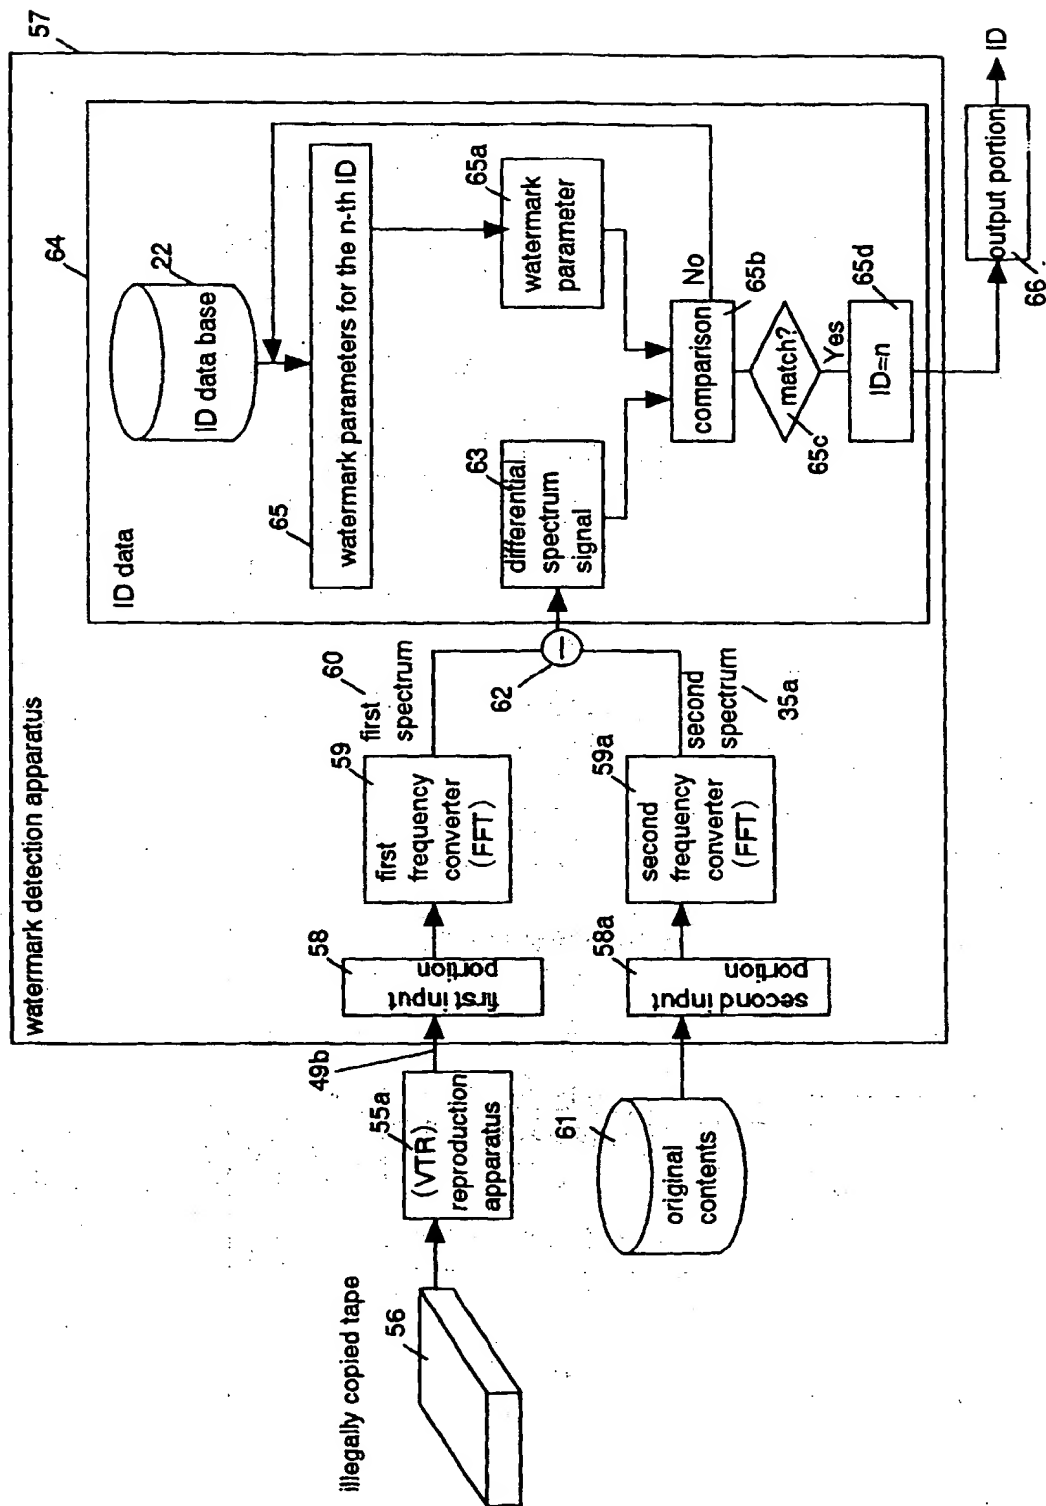 illegally copied tape
56
55a
(VTR)
reproduction
apparatus
49b
61
original
contents
watermark detection apparatus
57
58
first input
portion
58a
second input
portion
59
first
frequency
converter
(FFT)
59a
second
frequency
converter
(FFT)
60
first
spectrum
second
spectrum
35a
62
64
ID data
22
ID data base
65
watermark parameters for the n-th ID
63
differential
spectrum
signal
65a
watermark
parameter
comparison
65b
No
match?
65c
Yes
65d
ID=n
output portion
66
ID